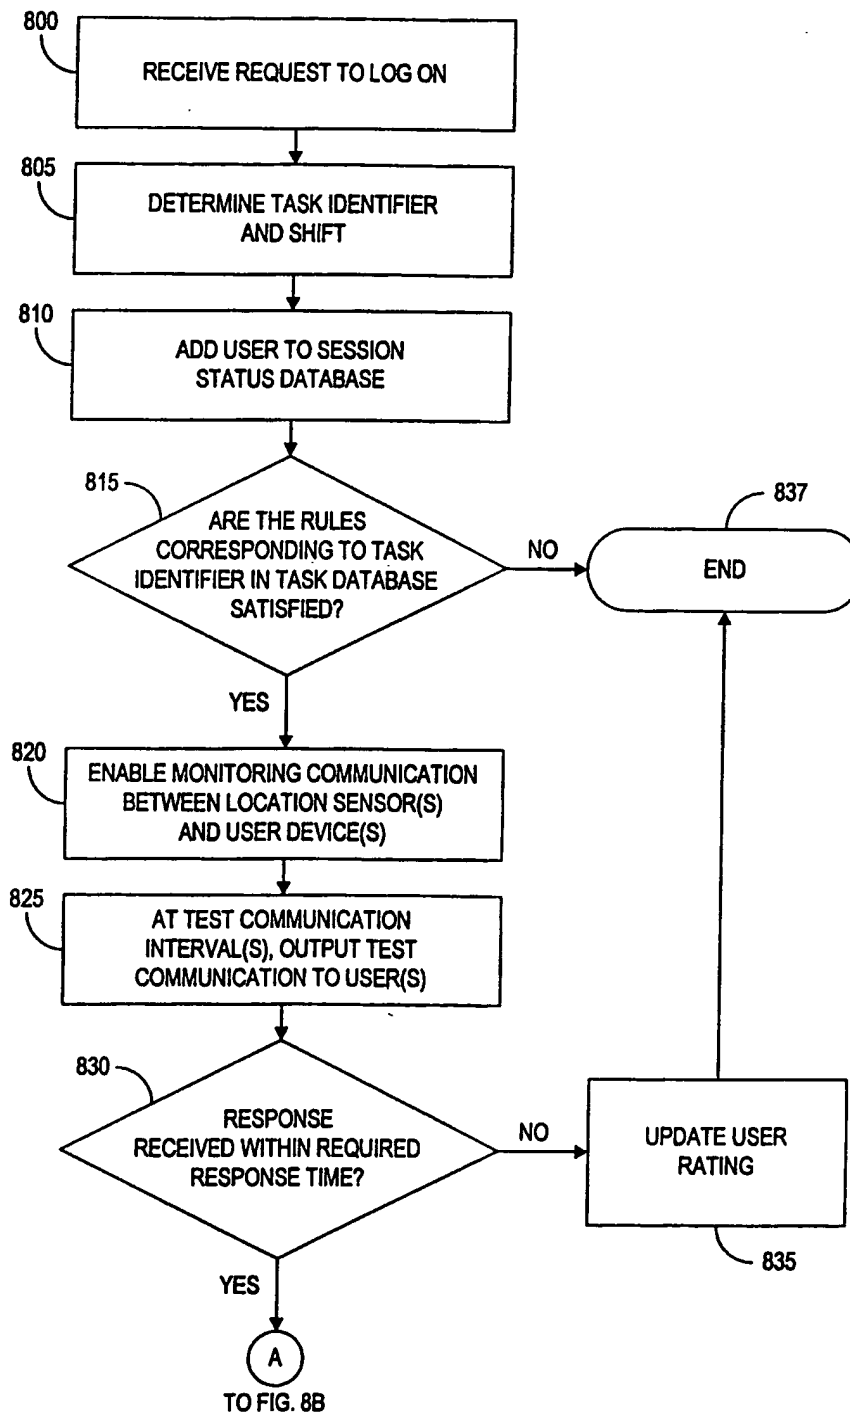 800
RECEIVE REQUEST TO LOG ON
805
DETERMINE TASK IDENTIFIER
AND SHIFT
810
ADD USER TO SESSION
STATUS DATABASE
815
ARE THE RULES
CORRESPONDING TO TASK
IDENTIFIER IN TASK DATABASE
SATISFIED?
NO
837
END
YES
820
ENABLE MONITORING COMMUNICATION
BETWEEN LOCATION SENSOR(S)
AND USER DEVICE(S)
825
AT TEST COMMUNICATION
INTERVAL(S), OUTPUT TEST
COMMUNICATION TO USER(S)
830
RESPONSE
RECEIVED WITHIN REQUIRED
RESPONSE TIME?
NO
UPDATE USER
RATING
835
YES
A
TO FIG. 8B